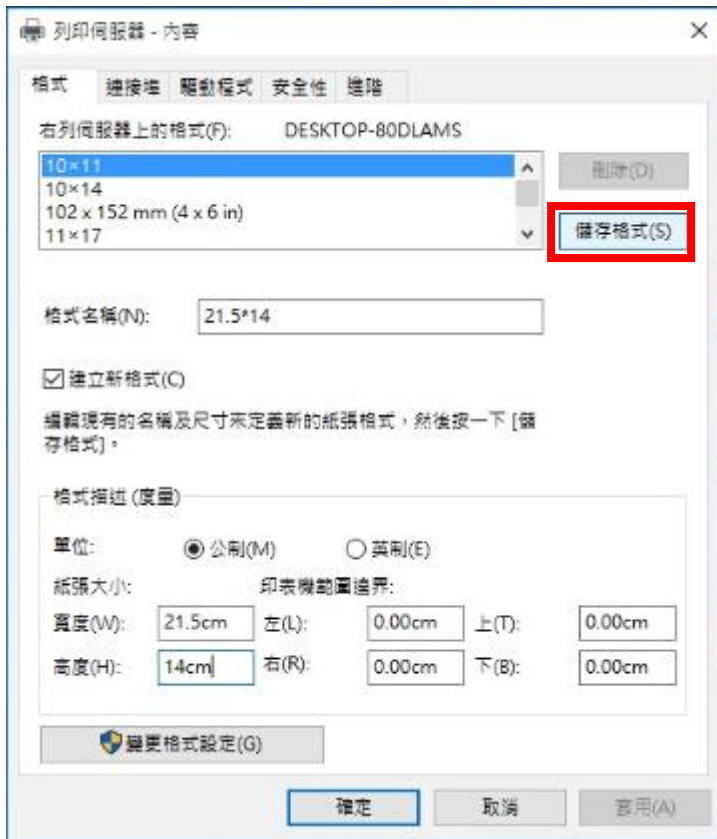 列印伺服器 - 內容
格式 連接埠 驅動程式 安全性 進階
右列伺服器上的格式(F): DESKTOP-80DLAMS
10×11
10×14
102 x 152 mm (4 x 6 in)
11×17
刪除(D)
儲存格式(S)
格式名稱(N): 21.5*14
建立新格式(C)
編輯現有的名稱及尺寸來定義新的紙張格式，然後按一下 [儲
存格式]。
格式描述 (度量)
單位: 公制(M) 英制(E)
紙張大小: 印表機範圍邊界:
寬度(W): 21.5cm 左(L): 0.00cm 上(T): 0.00cm
高度(H): 14cm 右(R): 0.00cm 下(B): 0.00cm
變更格式設定(G)
確定 取消 套用(A)